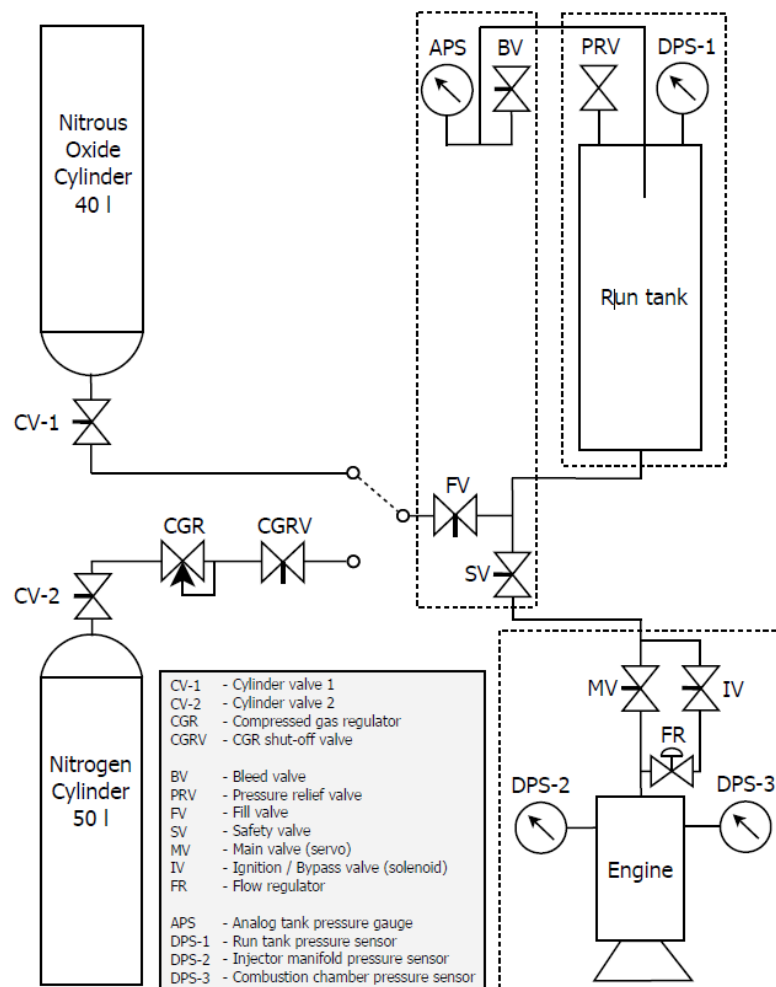 APS
BV
PRV
DPS-1
Nitrous
Oxide
Cylinder
40 l
Run tank
CV-1
FV
CGR
CGRV
SV
CV-2
MV
IV
FR
Nitrogen
Cylinder
50 l
DPS-2
DPS-3
Engine
CV-1 - Cylinder valve 1
CV-2 - Cylinder valve 2
CGR - Compressed gas regulator
CGRV - CGR shut-off valve
BV - Bleed valve
PRV - Pressure relief valve
FV - Fill valve
SV - Safety valve
MV - Main valve (servo)
IV - Ignition / Bypass valve (solenoid)
FR - Flow regulator
APS - Analog tank pressure gauge
DPS-1 - Run tank pressure sensor
DPS-2 - Injector manifold pressure sensor
DPS-3 - Combustion chamber pressure sensor